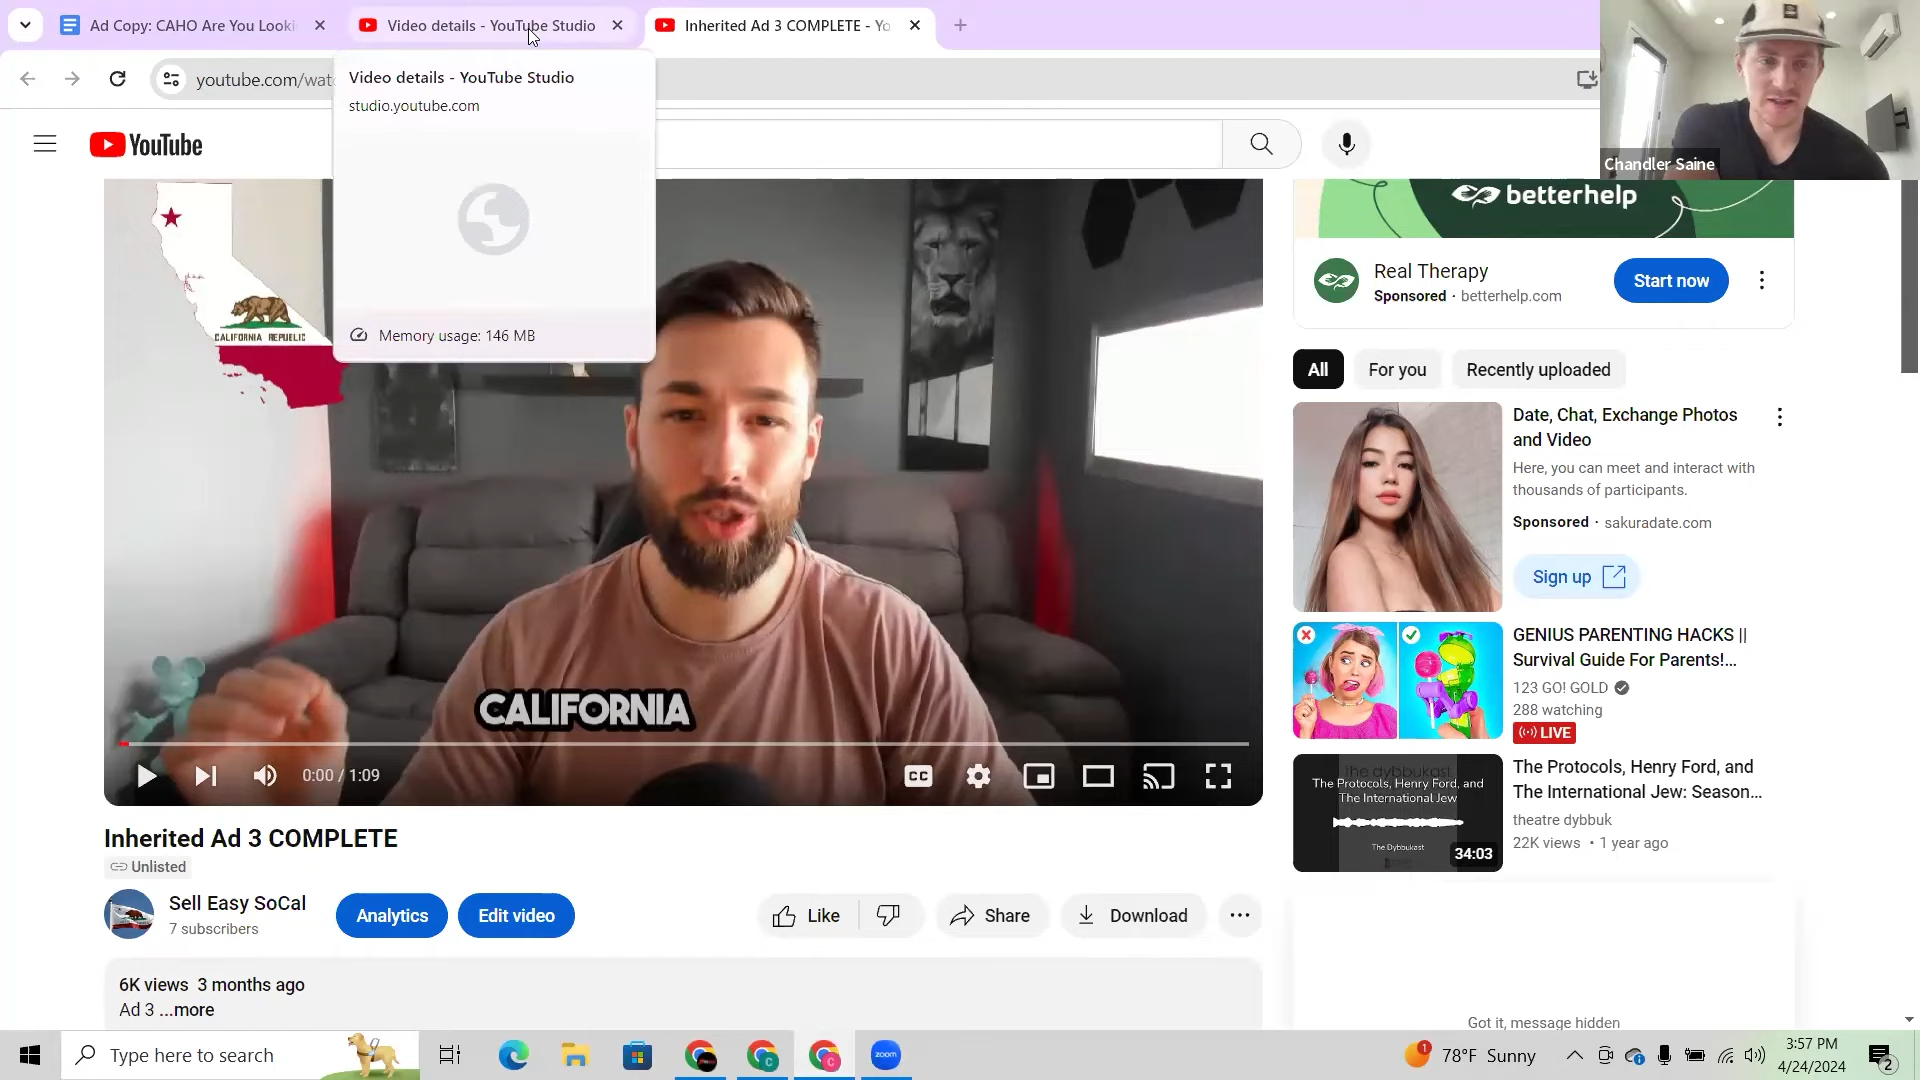 Ad Copy: CAHO Are You Looki
Video details - YouTube Studio
Inherited Ad 3 COMPLETE - Yo
youtube.com/wat
Video details - YouTube Studio
studio.youtube.com
Memory usage: 146 MB
YouTube
Chandler Saine
CALIFORNIA REPUBLIC
CALIFORNIA
0:00 / 1:09
CC
Inherited Ad 3 COMPLETE
Unlisted
Sell Easy SoCal
7 subscribers
Analytics
Edit video
Like
Share
Download
6K views 3 months ago
Ad 3 ...more
betterhelp
Real Therapy
Sponsored · betterhelp.com
Start now
All
For you
Recently uploaded
Date, Chat, Exchange Photos
and Video
Here, you can meet and interact with
thousands of participants.
Sponsored · sakuradate.com
Sign up
GENIUS PARENTING HACKS ||
Survival Guide For Parents!...
123 GO! GOLD
288 watching
LIVE
The dybbukast
The Protocols, Henry Ford, and
The International Jew
The Dybbukast
34:03
The Protocols, Henry Ford, and
The International Jew: Season...
theatre dybbuk
22K views • 1 year ago
Got it, message hidden
Type here to search
zoom
1
78°F Sunny
3:57 PM
4/24/2024
2